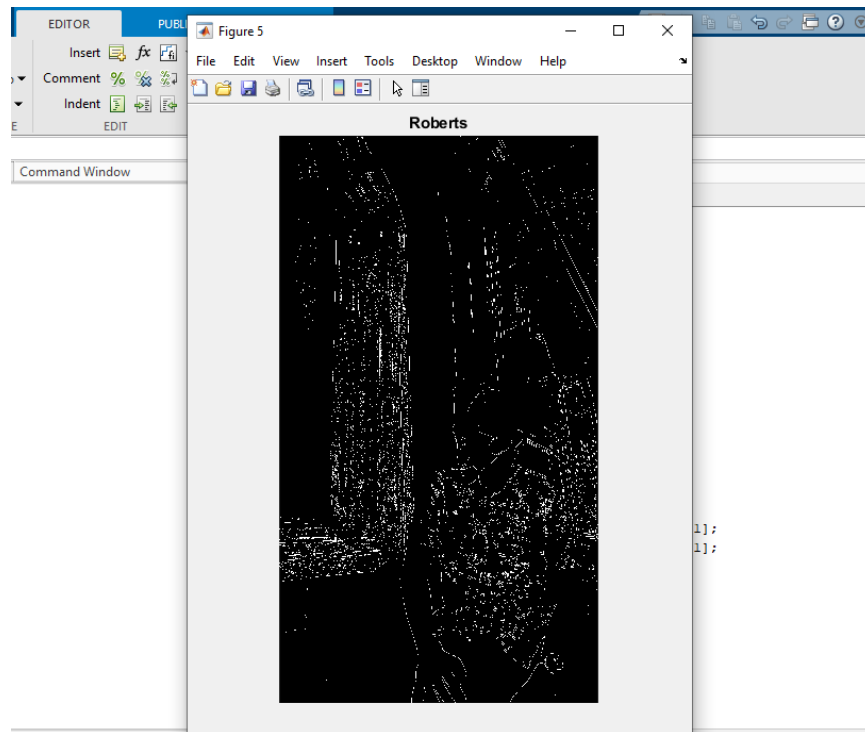 EDITOR
PUBL
Insert fx fi
Comment % %
Indent
E
EDIT
Command Window
Figure 5
File Edit View Insert Tools Desktop Window Help
Roberts
1];
1];